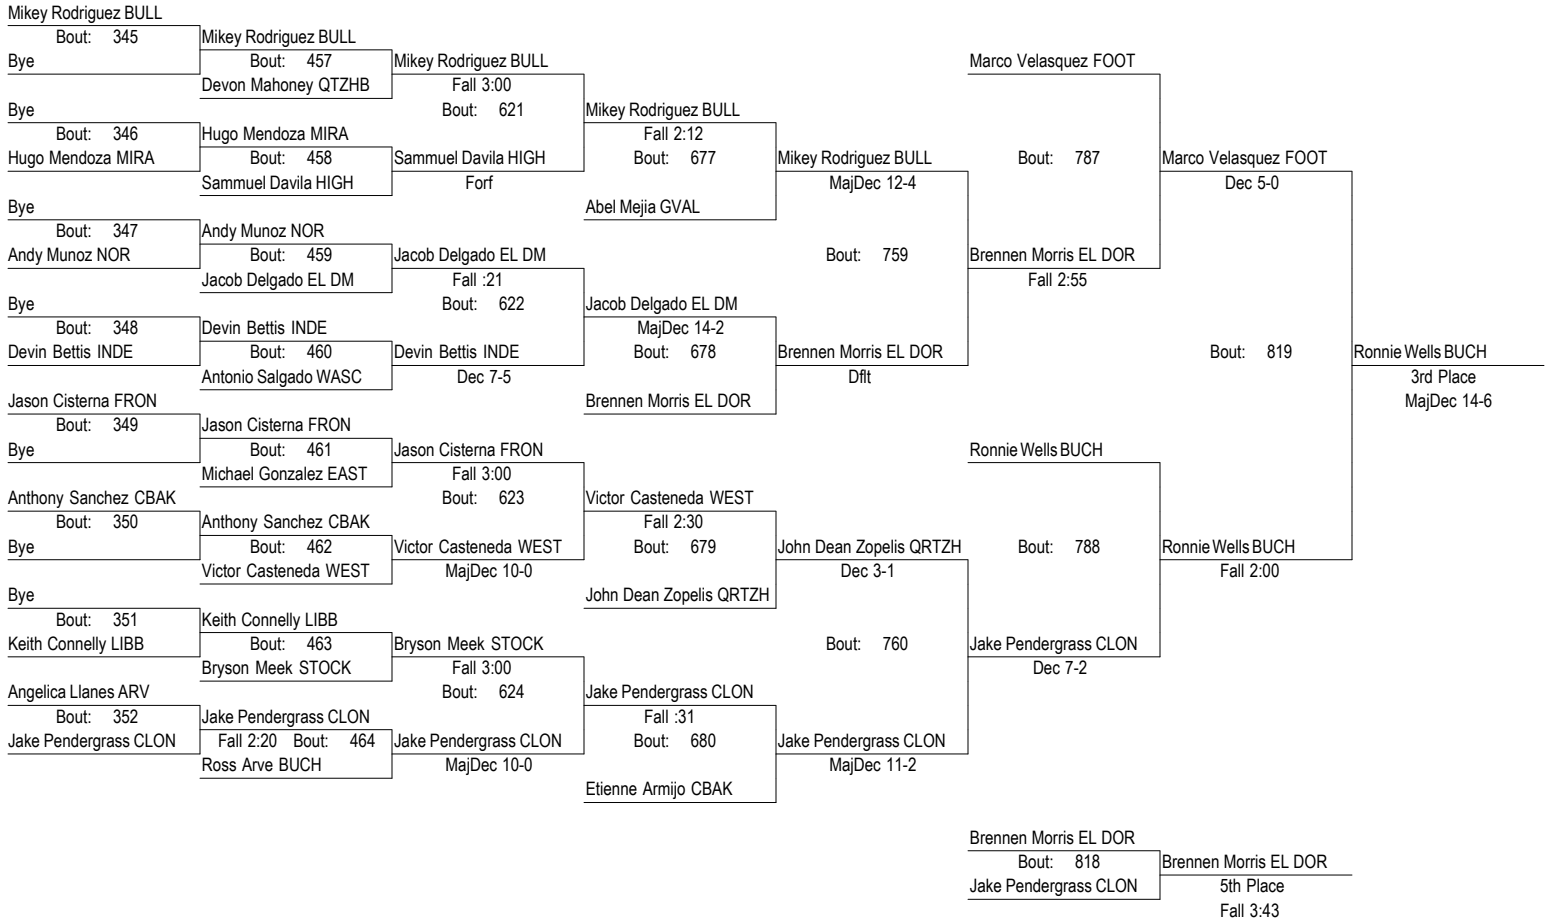 Mikey Rodriguez BULL
Bout: 345 Mikey Rodriguez BULL
Bye Bout: 457 Mikey Rodriguez BULL Marco Velasquez FOOT
Devon Mahoney QTZHB Fall 3:00
Bye Bout: 621 Mikey Rodriguez BULL
Bout: 346 Hugo Mendoza MIRA Fall 2:12
Hugo Mendoza MIRA Bout: 458 Sammuel Davila HIGH Bout: 677 Mikey Rodriguez BULL Bout: 787 Marco Velasquez FOOT
Sammuel Davila HIGH Forf MajDec 12-4 Dec 5-0
Bye Abel Mejia GVAL
Bout: 347 Andy Munoz NOR
Andy Munoz NOR Bout: 459 Jacob Delgado EL DM Bout: 759 Brennen Morris EL DOR
Jacob Delgado EL DM Fall :21 Fall 2:55
Bye Bout: 622 Jacob Delgado EL DM
Bout: 348 Devin Bettis INDE MajDec 14-2
Devin Bettis INDE Bout: 460 Devin Bettis INDE Bout: 678 Brennen Morris EL DOR Bout: 819 Ronnie Wells BUCH
Antonio Salgado WASC Dec 7-5 Dflt 3rd Place
Jason Cisterna FRON Brennen Morris EL DOR MajDec 14-6
Bout: 349 Jason Cisterna FRON
Bye Bout: 461 Jason Cisterna FRON Ronnie Wells BUCH
Michael Gonzalez EAST Fall 3:00
Anthony Sanchez CBAK Bout: 623 Victor Casteneda WEST
Bout: 350 Anthony Sanchez CBAK Fall 2:30
Bye Bout: 462 Victor Casteneda WEST Bout: 679 John Dean Zopelis QRTZH Bout: 788 Ronnie Wells BUCH
Victor Casteneda WEST MajDec 10-0 Dec 3-1 Fall 2:00
Bye John Dean Zopelis QRTZH
Bout: 351 Keith Connelly LIBB
Keith Connelly LIBB Bout: 463 Bryson Meek STOCK Bout: 760 Jake Pendergrass CLON
Bryson Meek STOCK Fall 3:00 Dec 7-2
Angelica Llanes ARV Bout: 624 Jake Pendergrass CLON
Bout: 352 Jake Pendergrass CLON Fall :31
Jake Pendergrass CLON Fall 2:20 Bout: 464 Jake Pendergrass CLON Bout: 680 Jake Pendergrass CLON
Ross Arve BUCH MajDec 10-0 MajDec 11-2
Etienne Armijo CBAK
Brennen Morris EL DOR
Bout: 818 Brennen Morris EL DOR
Jake Pendergrass CLON 5th Place
Fall 3:43